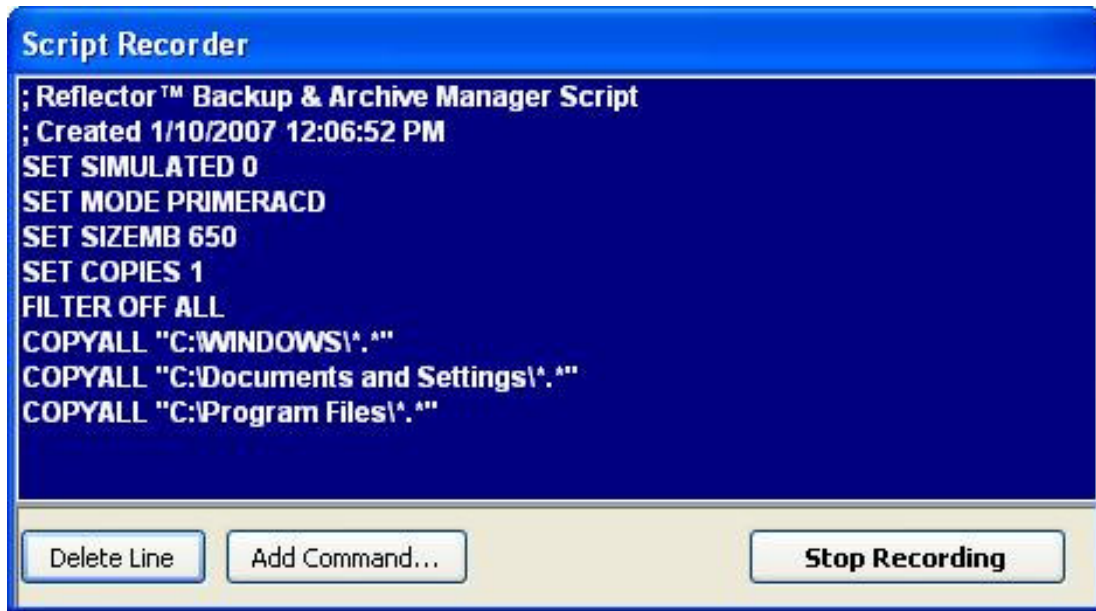 Script Recorder
; Reflector™ Backup & Archive Manager Script
; Created 1/10/2007 12:06:52 PM
SET SIMULATED 0
SET MODE PRIMERACD
SET SIZEMB 650
SET COPIES 1
FILTER OFF ALL
COPYALL "C:\WINDOWS\*.*"
COPYALL "C:\Documents and Settings\*.*"
COPYALL "C:\Program Files\*.*"
Delete Line Add Command... Stop Recording